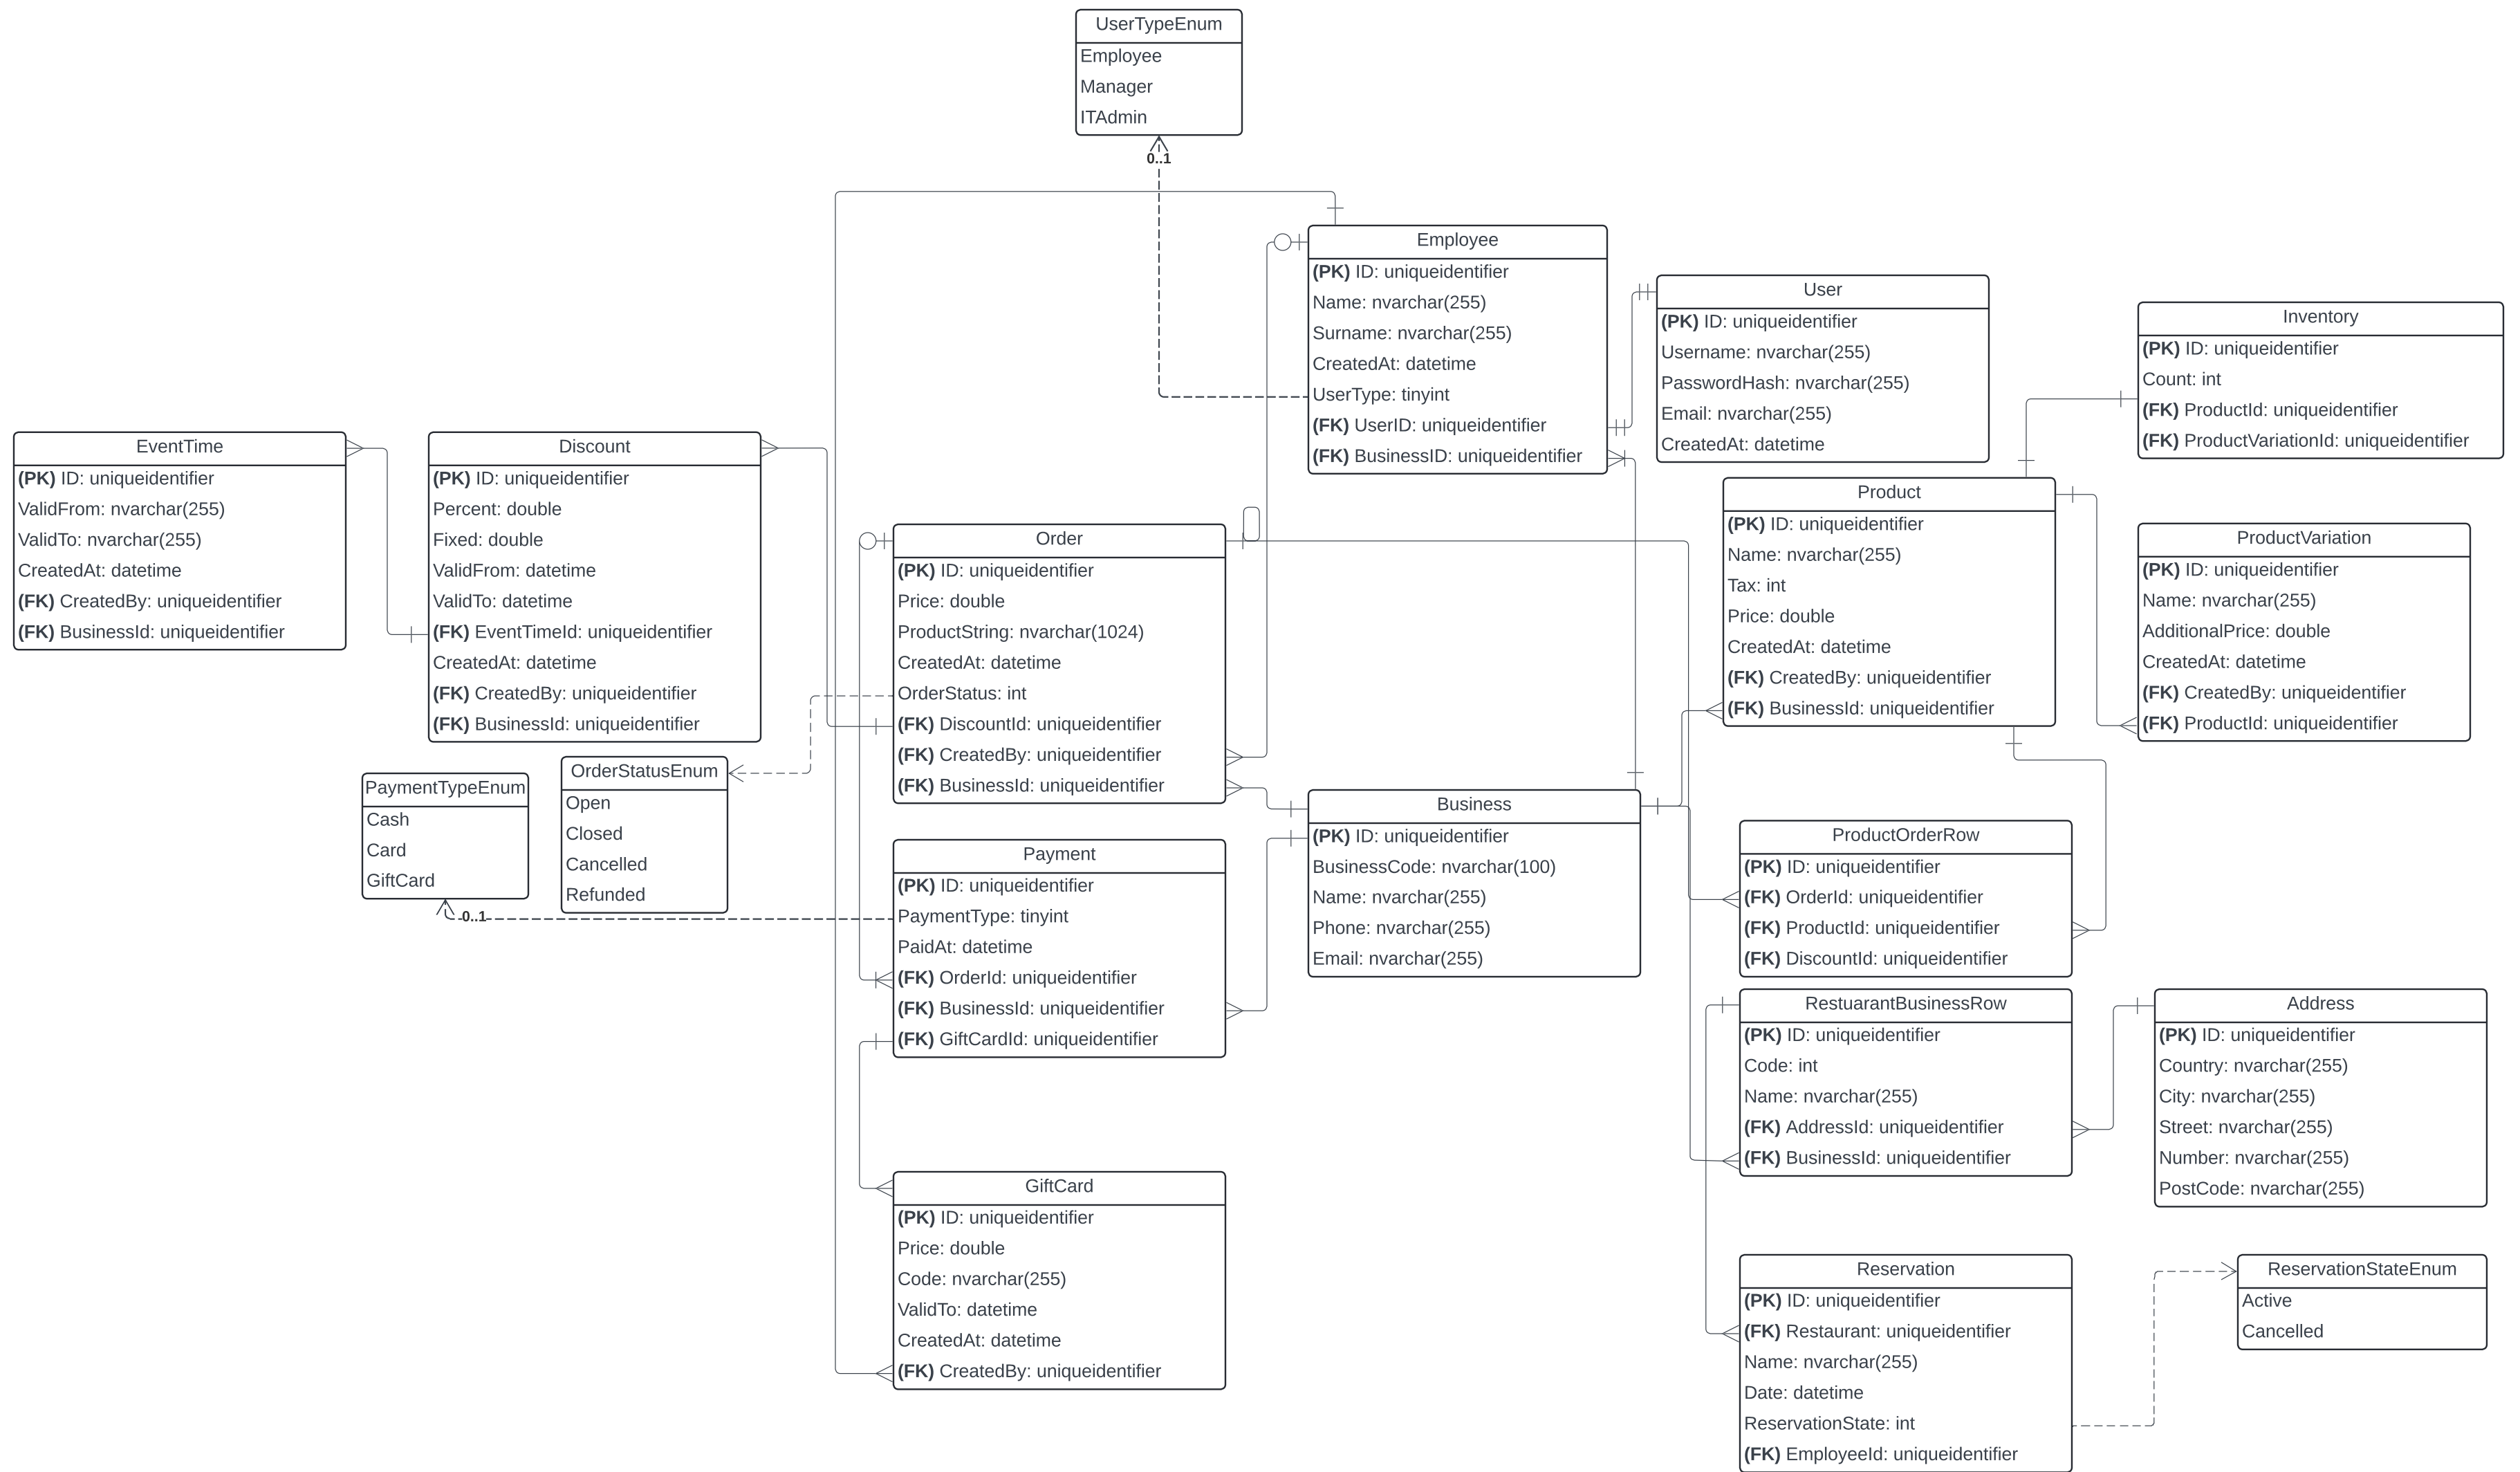 UserTypeEnum
Employee
Manager
ITAdmin
0..1
Employee
(PK) ID: uniqueidentifier
Name: nvarchar(255)
Surname: nvarchar(255)
CreatedAt: datetime
UserType: tinyint
(FK) UserID: uniqueidentifier
(FK) BusinessID: uniqueidentifier
User
(PK) ID: uniqueidentifier
Username: nvarchar(255)
PasswordHash: nvarchar(255)
Email: nvarchar(255)
CreatedAt: datetime
Inventory
(PK) ID: uniqueidentifier
Count: int
(FK) ProductId: uniqueidentifier
(FK) ProductVariationId: uniqueidentifier
EventTime
(PK) ID: uniqueidentifier
ValidFrom: nvarchar(255)
ValidTo: nvarchar(255)
CreatedAt: datetime
(FK) CreatedBy: uniqueidentifier
(FK) BusinessId: uniqueidentifier
Discount
(PK) ID: uniqueidentifier
Percent: double
Fixed: double
ValidFrom: datetime
ValidTo: datetime
(FK) EventTimeId: uniqueidentifier
CreatedAt: datetime
(FK) CreatedBy: uniqueidentifier
(FK) BusinessId: uniqueidentifier
Order
(PK) ID: uniqueidentifier
Price: double
ProductString: nvarchar(1024)
CreatedAt: datetime
OrderStatus: int
(FK) DiscountId: uniqueidentifier
(FK) CreatedBy: uniqueidentifier
(FK) BusinessId: uniqueidentifier
Product
(PK) ID: uniqueidentifier
Name: nvarchar(255)
Tax: int
Price: double
CreatedAt: datetime
(FK) CreatedBy: uniqueidentifier
(FK) BusinessId: uniqueidentifier
ProductVariation
(PK) ID: uniqueidentifier
Name: nvarchar(255)
AdditionalPrice: double
CreatedAt: datetime
(FK) CreatedBy: uniqueidentifier
(FK) ProductId: uniqueidentifier
PaymentTypeEnum
Cash
Card
GiftCard
0..1
OrderStatusEnum
Open
Closed
Cancelled
Refunded
Payment
(PK) ID: uniqueidentifier
PaymentType: tinyint
PaidAt: datetime
(FK) OrderId: uniqueidentifier
(FK) BusinessId: uniqueidentifier
(FK) GiftCardId: uniqueidentifier
Business
(PK) ID: uniqueidentifier
BusinessCode: nvarchar(100)
Name: nvarchar(255)
Phone: nvarchar(255)
Email: nvarchar(255)
ProductOrderRow
(PK) ID: uniqueidentifier
(FK) OrderId: uniqueidentifier
(FK) ProductId: uniqueidentifier
(FK) DiscountId: uniqueidentifier
RestuarantBusinessRow
(PK) ID: uniqueidentifier
Code: int
Name: nvarchar(255)
(FK) AddressId: uniqueidentifier
(FK) BusinessId: uniqueidentifier
Address
(PK) ID: uniqueidentifier
Country: nvarchar(255)
City: nvarchar(255)
Street: nvarchar(255)
Number: nvarchar(255)
PostCode: nvarchar(255)
GiftCard
(PK) ID: uniqueidentifier
Price: double
Code: nvarchar(255)
ValidTo: datetime
CreatedAt: datetime
(FK) CreatedBy: uniqueidentifier
Reservation
(PK) ID: uniqueidentifier
(FK) Restaurant: uniqueidentifier
Name: nvarchar(255)
Date: datetime
ReservationState: int
(FK) EmployeeId: uniqueidentifier
ReservationStateEnum
Active
Cancelled